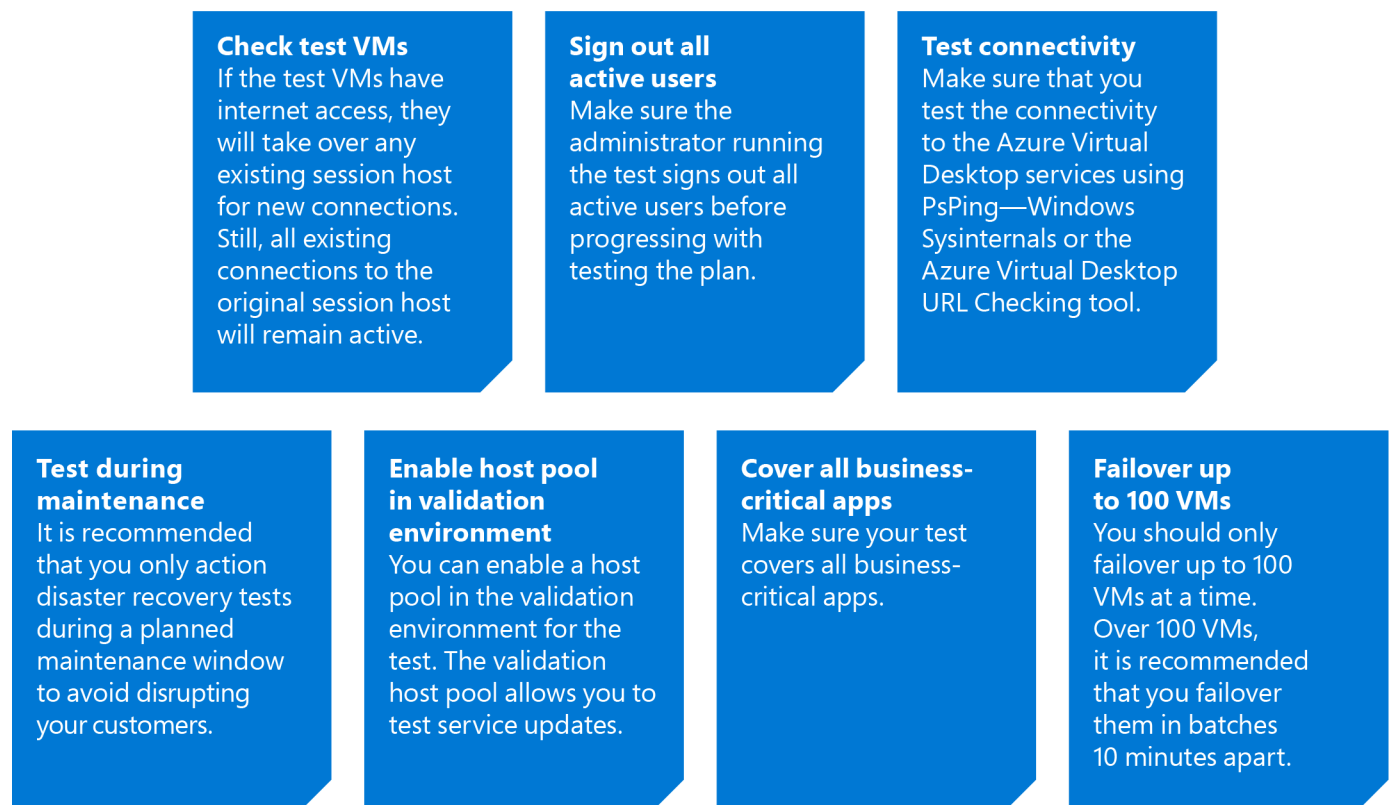 Check test VMs
If the test VMs have
internet access, they
will take over any
existing session host
for new connections.
Still, all existing
connections to the
original session host
will remain active.
Sign out all
active users
Make sure the
administrator running
the test signs out all
active users before
progressing with
testing the plan.
Test connectivity
Make sure that you
test the connectivity
to the Azure Virtual
Desktop services using
PsPing—Windows
Sysinternals or the
Azure Virtual Desktop
URL Checking tool.
Test during
maintenance
It is recommended
that you only action
disaster recovery tests
during a planned
maintenance window
to avoid disrupting
your customers.
Enable host pool
in validation
environment
You can enable a host
pool in the validation
environment for the
test. The validation
host pool allows you to
test service updates.
Cover all business-
critical apps
Make sure your test
covers all business-
critical apps.
Failover up
to 100 VMs
You should only
failover up to 100
VMs at a time.
Over 100 VMs,
it is recommended
that you failover
them in batches
10 minutes apart.